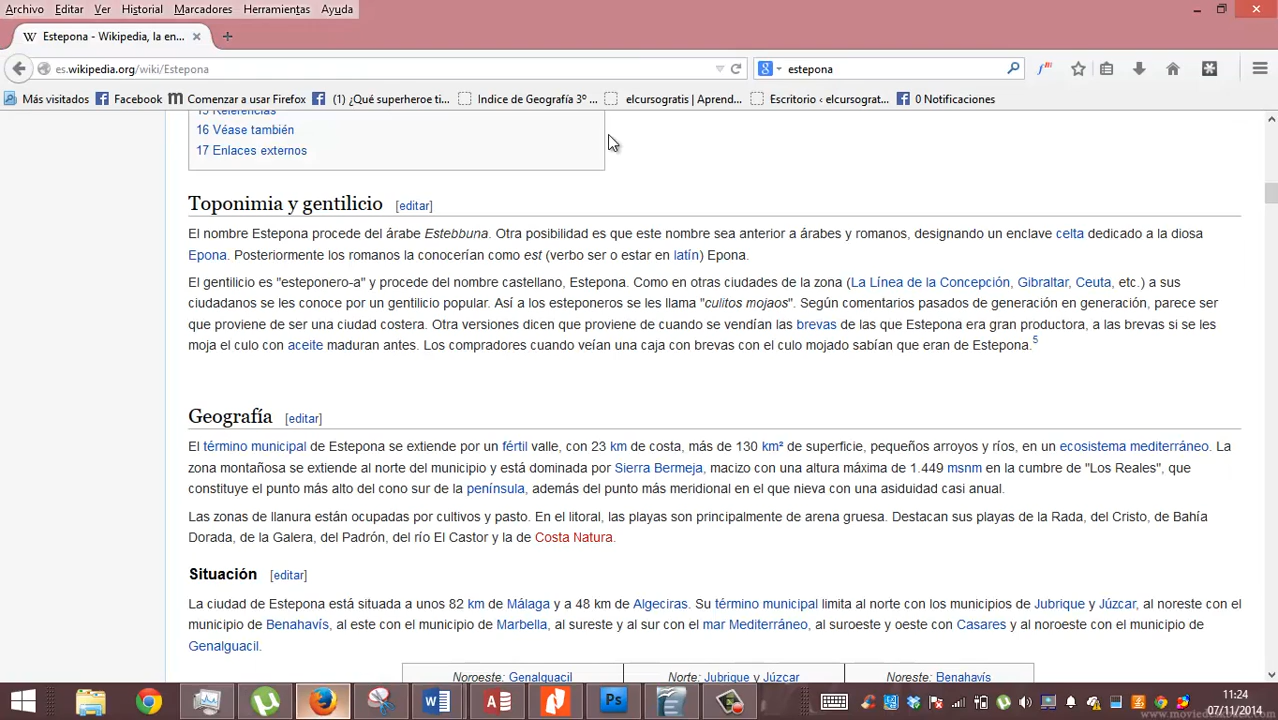 Archivo Editar Ver Historial Marcadores Herramientas Ayuda
Estepona - Wikipedia, la en...
es.wikipedia.org/wiki/Estepona
estepona
Más visitados Facebook Comenzar a usar Firefox (1) ¿Qué superheroe ti... Indice de Geografía 3º ... elcursogratis | Aprend... Escritorio ‹ elcursograt... 0 Notificaciones
15 Referencias
16 Véase también
17 Enlaces externos
Toponimia y gentilicio [editar]
El nombre Estepona procede del árabe Estebbuna. Otra posibilidad es que este nombre sea anterior a árabes y romanos, designando un enclave celta dedicado a la diosa
Epona. Posteriormente los romanos la conocerían como est (verbo ser o estar en latín) Epona.
El gentilicio es "esteponero-a" y procede del nombre castellano, Estepona. Como en otras ciudades de la zona (La Línea de la Concepción, Gibraltar, Ceuta, etc.) a sus
ciudadanos se les conoce por un gentilicio popular. Así a los esteponeros se les llama "culitos mojaos". Según comentarios pasados de generación en generación, parece ser
que proviene de ser una ciudad costera. Otra versiones dicen que proviene de cuando se vendían las brevas de las que Estepona era gran productora, a las brevas si se les
moja el culo con aceite maduran antes. Los compradores cuando veían una caja con brevas con el culo mojado sabían que eran de Estepona.5
Geografía [editar]
El término municipal de Estepona se extiende por un fértil valle, con 23 km de costa, más de 130 km² de superficie, pequeños arroyos y ríos, en un ecosistema mediterráneo. La
zona montañosa se extiende al norte del municipio y está dominada por Sierra Bermeja, macizo con una altura máxima de 1.449 msnm en la cumbre de "Los Reales", que
constituye el punto más alto del cono sur de la península, además del punto más meridional en el que nieva con una asiduidad casi anual.
Las zonas de llanura están ocupadas por cultivos y pasto. En el litoral, las playas son principalmente de arena gruesa. Destacan sus playas de la Rada, del Cristo, de Bahía
Dorada, de la Galera, del Padrón, del río El Castor y la de Costa Natura.
Situación [editar]
La ciudad de Estepona está situada a unos 82 km de Málaga y a 48 km de Algeciras. Su término municipal limita al norte con los municipios de Jubrique y Júzcar, al noreste con el
municipio de Benahavís, al este con el municipio de Marbella, al sureste y al sur con el mar Mediterráneo, al suroeste y oeste con Casares y al noroeste con el municipio de
Genalguacil.
Noroeste: Genalguacil Norte: Jubrique y Júzcar Noreste: Benahavís
11:24
07/11/2014